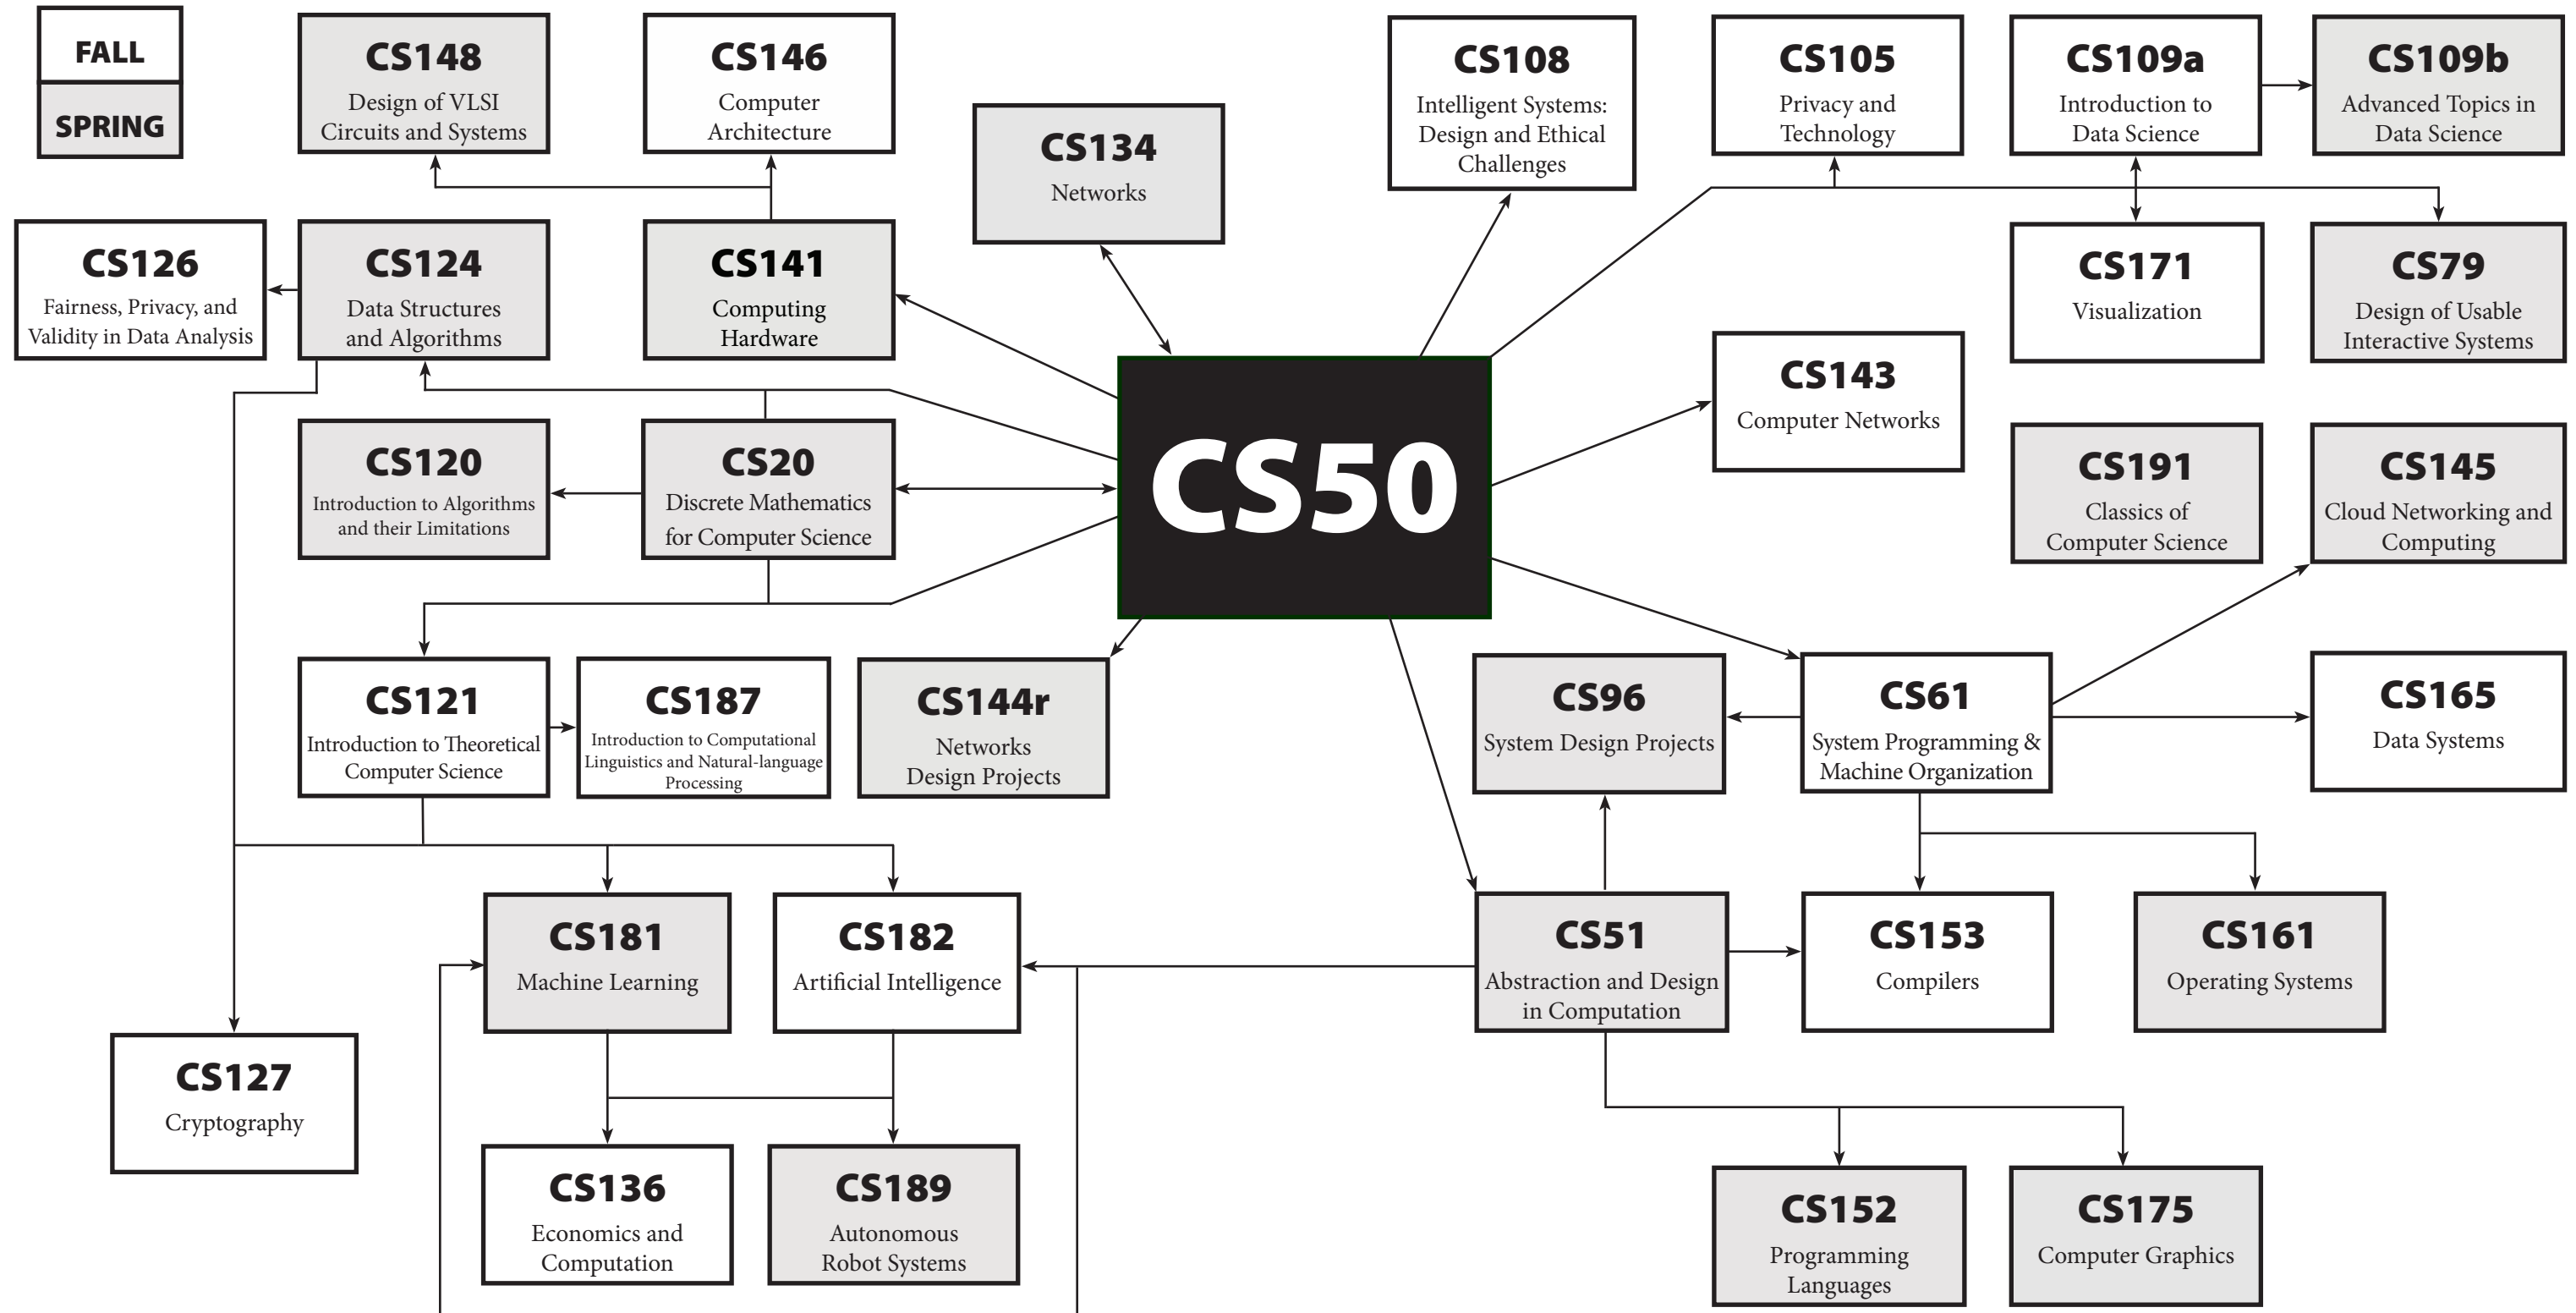 FALL
SPRING
CS148
Design of VLSI
Circuits and Systems
CS146
Computer
Architecture
CS134
Networks
CS108
Intelligent Systems:
Design and Ethical
Challenges
CS105
Privacy and
Technology
CS109a
Introduction to
Data Science
CS109b
Advanced Topics in
Data Science
CS126
Fairness, Privacy, and
Validity in Data Analysis
CS124
Data Structures
and Algorithms
CS141
Computing
Hardware
CS171
Visualization
CS79
Design of Usable
Interactive Systems
CS143
Computer Networks
CS120
Introduction to Algorithms
and their Limitations
CS20
Discrete Mathematics
for Computer Science
CS50
CS191
Classics of
Computer Science
CS145
Cloud Networking and
Computing
CS121
Introduction to Theoretical
Computer Science
CS187
Introduction to Computational
Linguistics and Natural-language
Processing
CS144r
Networks
Design Projects
CS96
System Design Projects
CS61
System Programming &
Machine Organization
CS165
Data Systems
CS181
Machine Learning
CS182
Artificial Intelligence
CS51
Abstraction and Design
in Computation
CS153
Compilers
CS161
Operating Systems
CS127
Cryptography
CS136
Economics and
Computation
CS189
Autonomous
Robot Systems
CS152
Programming
Languages
CS175
Computer Graphics